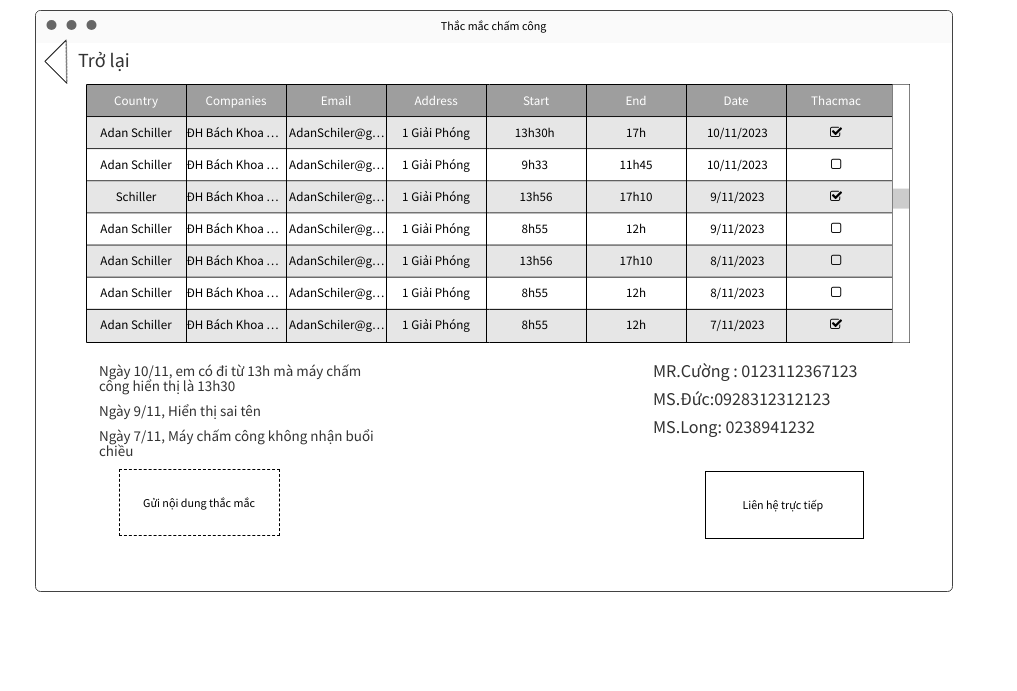 Thắc mắc chấm công
Trở lại
Country Companies Email Address Start End Date Thacmac
Adan Schiller ĐH Bách Khoa ... AdanSchiler@g... 1 Giải Phóng 13h30h 17h 10/11/2023
Adan Schiller ĐH Bách Khoa ... AdanSchiler@g... 1 Giải Phóng 9h33 11h45 10/11/2023
Schiller ĐH Bách Khoa ... AdanSchiler@g... 1 Giải Phóng 13h56 17h10 9/11/2023
Adan Schiller ĐH Bách Khoa ... AdanSchiler@g... 1 Giải Phóng 8h55 12h 9/11/2023
Adan Schiller ĐH Bách Khoa ... AdanSchiler@g... 1 Giải Phóng 13h56 17h10 8/11/2023
Adan Schiller ĐH Bách Khoa ... AdanSchiler@g... 1 Giải Phóng 8h55 12h 8/11/2023
Adan Schiller ĐH Bách Khoa ... AdanSchiler@g... 1 Giải Phóng 8h55 12h 7/11/2023
Ngày 10/11, em có đi từ 13h mà máy chấm
công hiển thị là 13h30
Ngày 9/11, Hiển thị sai tên
Ngày 7/11, Máy chấm công không nhận buổi
chiều
MR.Cường : 0123112367123
MS.Đức:0928312312123
MS.Long: 0238941232
Gửi nội dung thắc mắc
Liên hệ trực tiếp